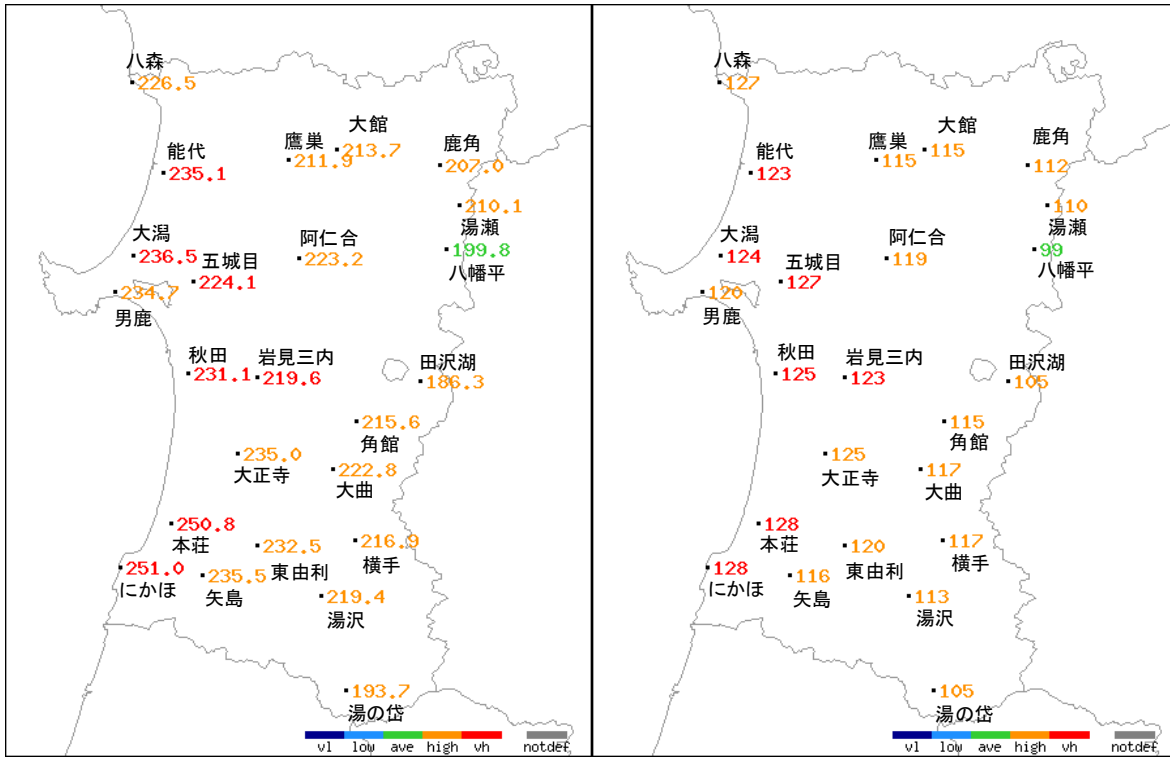 八森
226.5
大館
鷹巣
213.7
211.9
鹿角
207.0
能代
235.1
210.1
湯瀬
大潟
236.5
阿仁合
223.2
199.8
八幡平
五城目
224.1
234.7
男鹿
秋田
231.1
岩見三内
219.6
田沢湖
186.3
215.6
角館
235.0
大正寺
222.8
大曲
250.8
本荘
232.5
東由利
216.9
横手
251.0
にかほ
235.5
矢島
219.4
湯沢
193.7
湯の岱
vl low ave high vh notdef
八森
127
大館
鷹巣
115
115
鹿角
112
能代
123
110
湯瀬
大潟
124
阿仁合
119
99
八幡平
五城目
127
120
男鹿
秋田
125
岩見三内
123
田沢湖
105
115
角館
125
大正寺
117
大曲
128
本荘
120
東由利
117
横手
128
にかほ
116
矢島
113
湯沢
105
湯の岱
vl low ave high vh notdef